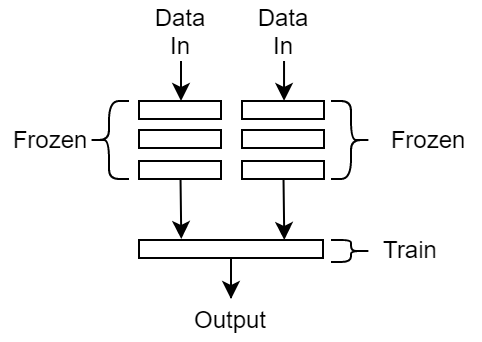 Data
In
Data
In
Frozen
Frozen
Train
Output